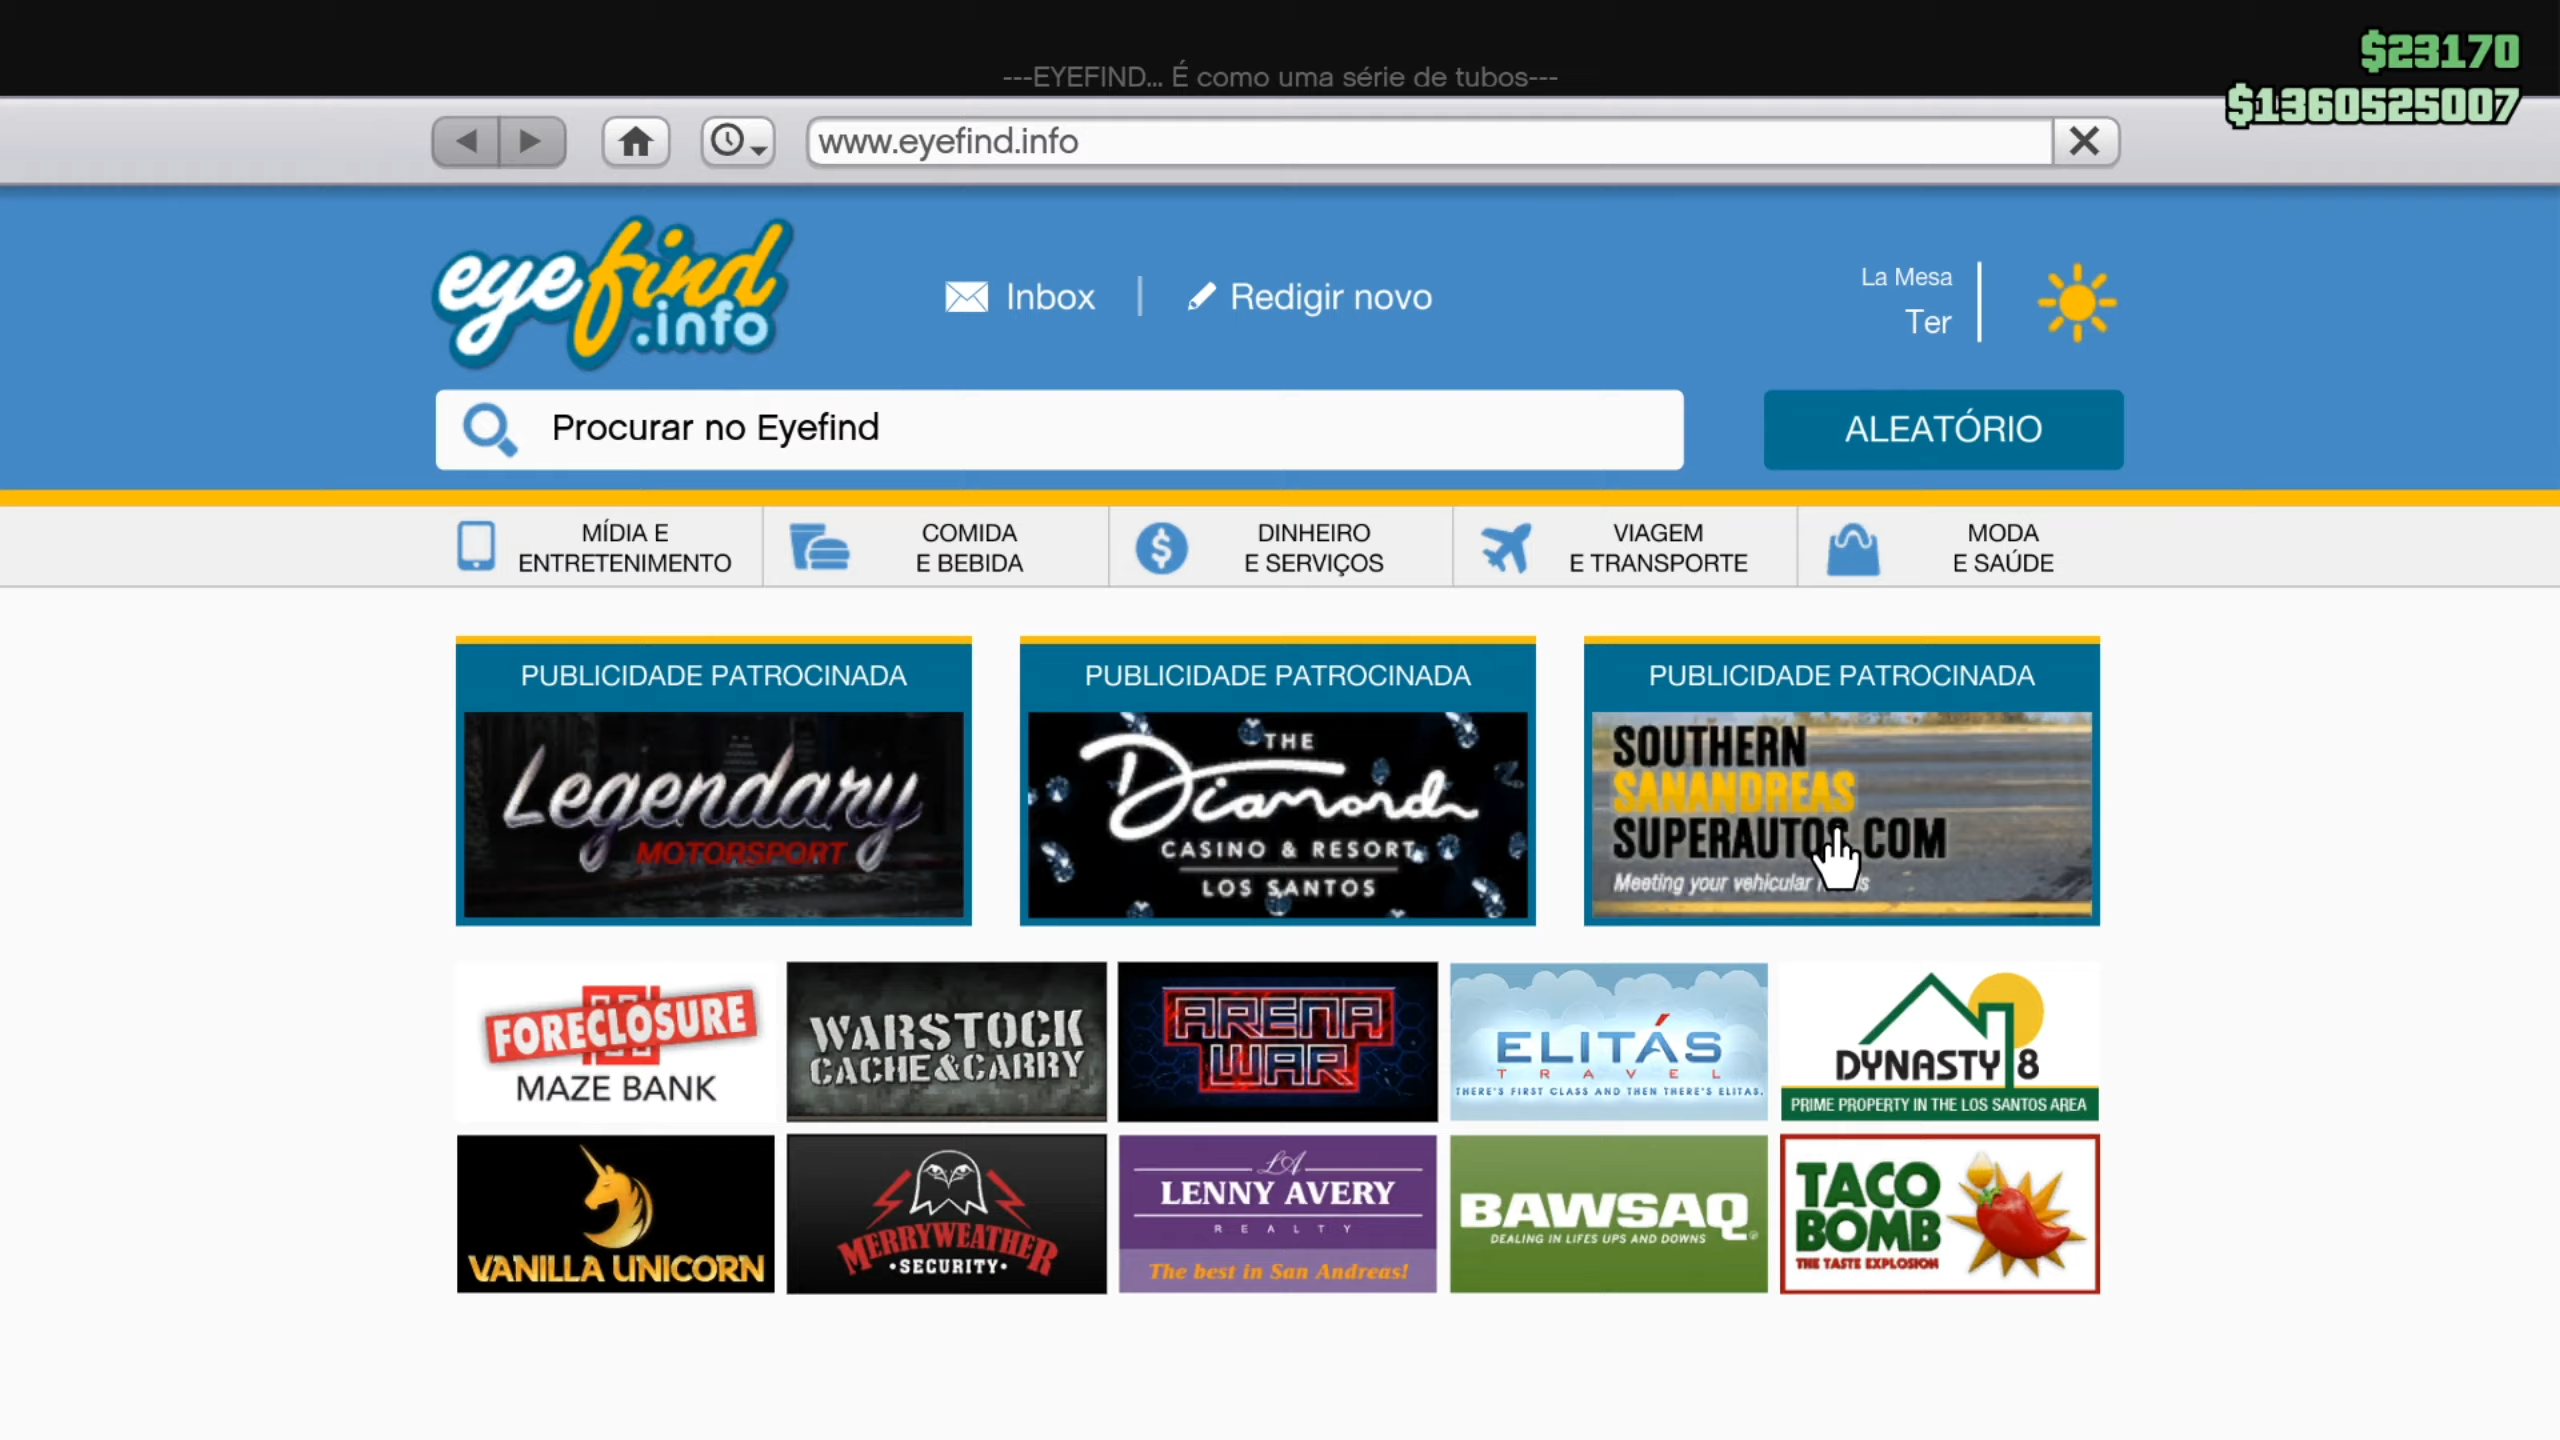 ---EYEFIND... É como uma série de tubos---
$23170
$1360525007
www.eyefind.info
eyefind
.info
Inbox
Redigir novo
La Mesa
Ter
Procurar no Eyefind
ALEATÓRIO
MÍDIA E
ENTRETENIMENTO
COMIDA
E BEBIDA
DINHEIRO
E SERVIÇOS
VIAGEM
E TRANSPORTE
MODA
E SAÚDE
PUBLICIDADE PATROCINADA
Legendary
MOTORSPORT
PUBLICIDADE PATROCINADA
THE
Diamond
CASINO & RESORT
LOS SANTOS
PUBLICIDADE PATROCINADA
SOUTHERN
SANANDREAS
SUPERAUTOS.COM
Meeting your vehicular
FORECLOSURE
MAZE BANK
WARSTOCK
CACHE&CARRY
ARENA
WAR
ELITÁS
TRAVEL
THERE'S FIRST CLASS AND THEN THERE'S ELITAS.
DYNASTY 8
PRIME PROPERTY IN THE LOS SANTOS AREA
VANILLA UNICORN
MERRYWEATHER
•SECURITY•
LA
LENNY AVERY
REALTY
The best in San Andreas!
BAWSAQ
DEALING IN LIFES UPS AND DOWNS
TACO
BOMB
THE TASTE EXPLOSION